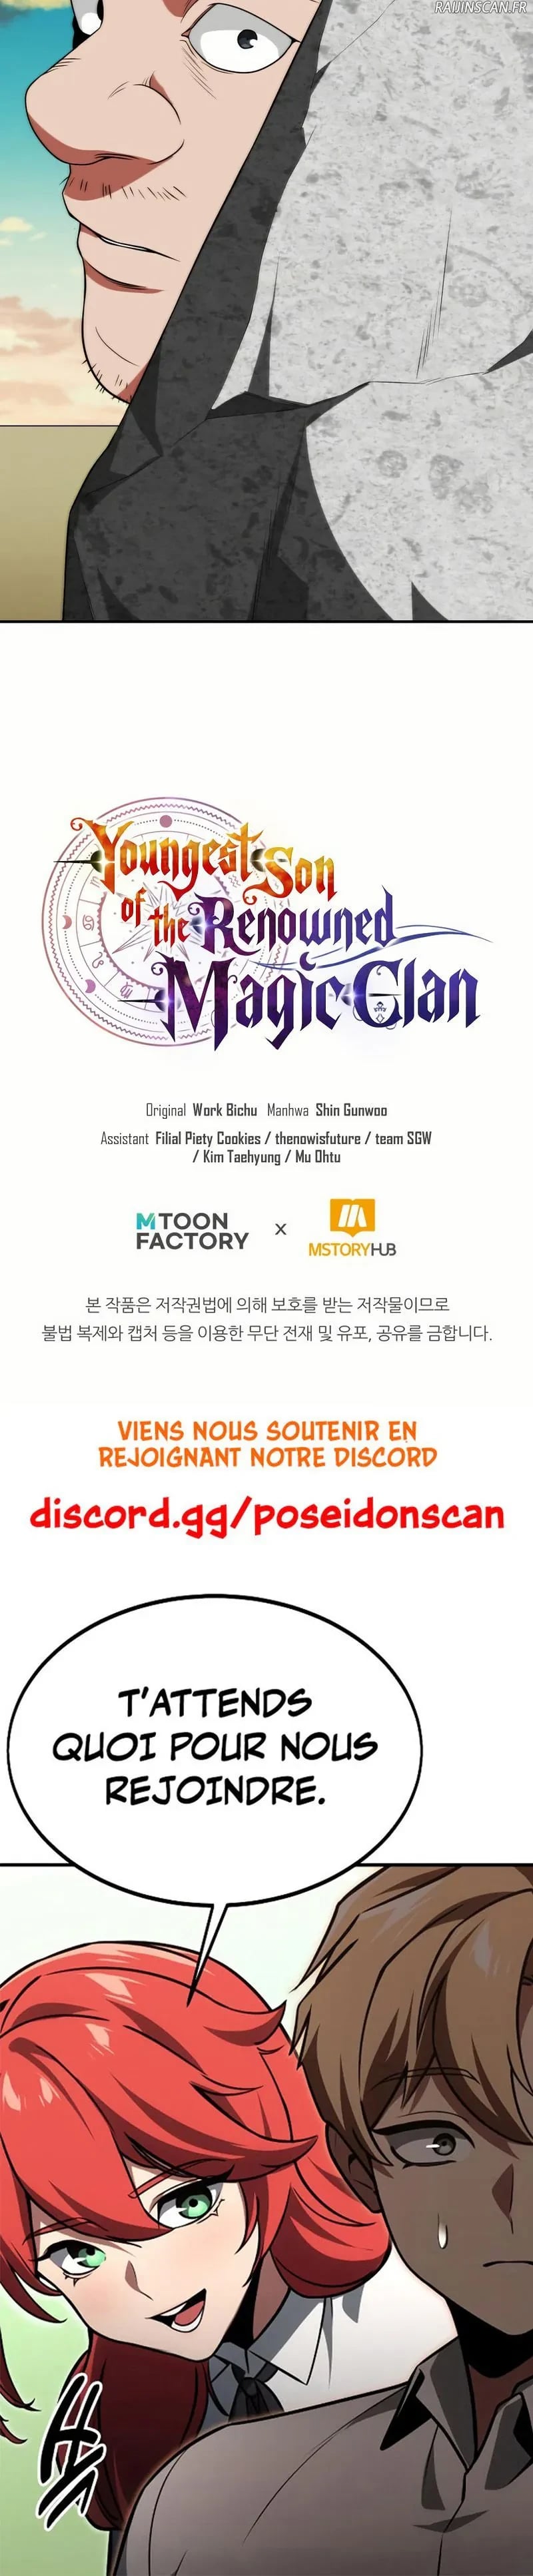 RAIJINSCAN.FR
Youngest Son
of the Renowned
Magic Clan
Original Work Bichu Manhwa Shin Gunwoo
Assistant Filial Piety Cookies / thenowisfuture / team SGW
/ Kim Taehyung / Mu Ohtu
MTOON
FACTORY
x
MSTORYHUB
본 작품은 저작권법에 의해 보호를 받는 저작물이므로
불법 복제와 캡처 등을 이용한 무단 전재 및 유포, 공유를 금합니다.
VIENS NOUS SOUTENIR EN
REJOIGNANT NOTRE DISCORD
discord.gg/poseidonscan
T'ATTENDS
QUOI POUR NOUS
REJOINDRE.